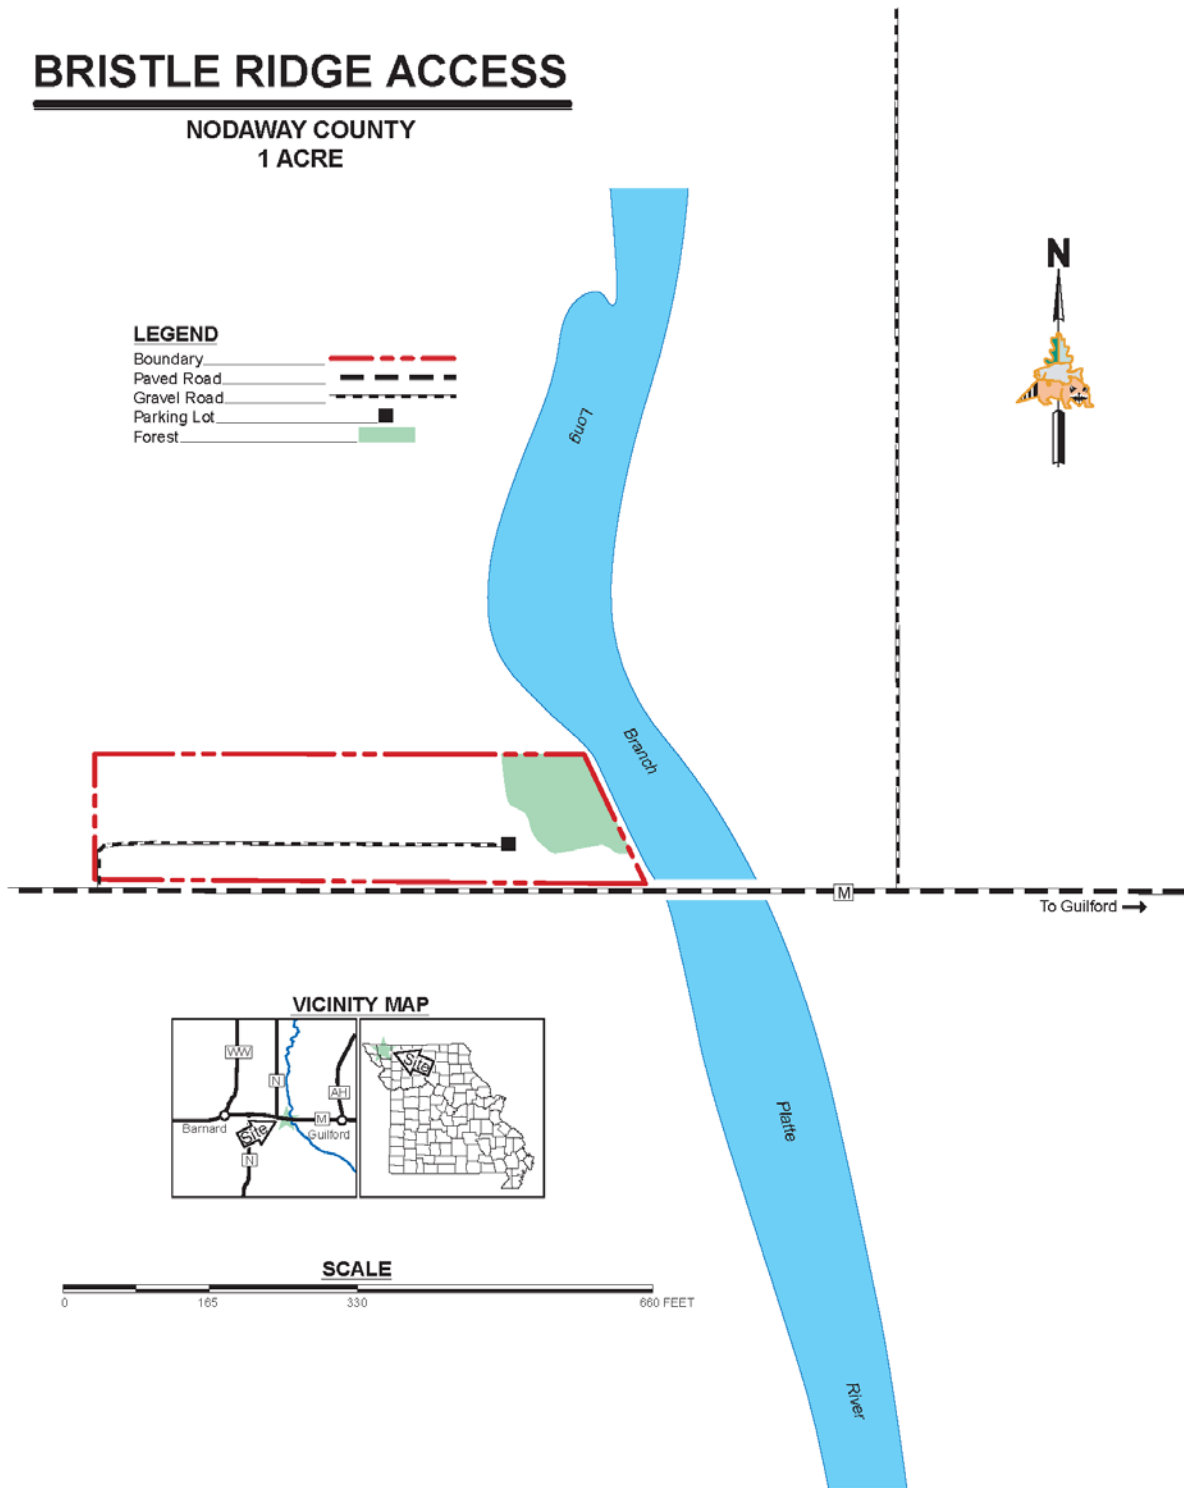 BRISTLE RIDGE ACCESS
NODAWAY COUNTY
1 ACRE
N
LEGEND
Boundary
Paved Road
Gravel Road
Parking Lot
Forest
Long
Branch
M
To Guilford
VICINITY MAP
WW
N
AH
M
Barnard
Site
Guilford
N
Site
Platte
River
SCALE
0 165 330 660 FEET